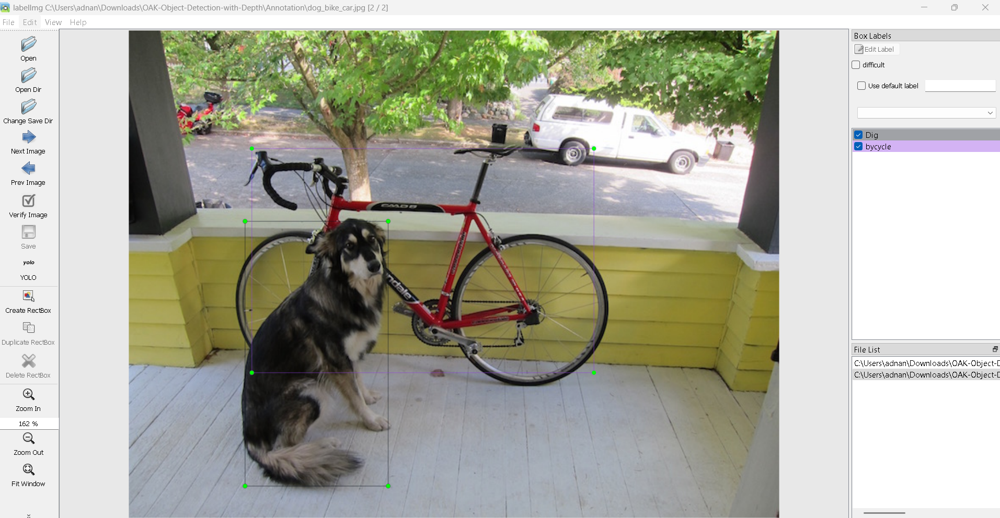 labelImg C:\Users\adnan\Downloads\OAK-Object-Detection-with-Depth\Annotation\dog_bike_car.jpg [2 / 2]
File Edit View Help
Open
Open Dir
Change Save Dir
Next Image
Prev Image
Verify Image
Save
yolo
YOLO
Create RectBox
Duplicate RectBox
Delete RectBox
Zoom In
162 %
Zoom Out
Fit Window
ndale
Box Labels
Edit Label
difficult
Use default label
Dig
bycycle
File List
C:\Users\adnan\Downloads\OAK-Object-D
C:\Users\adnan\Downloads\OAK-Object-D